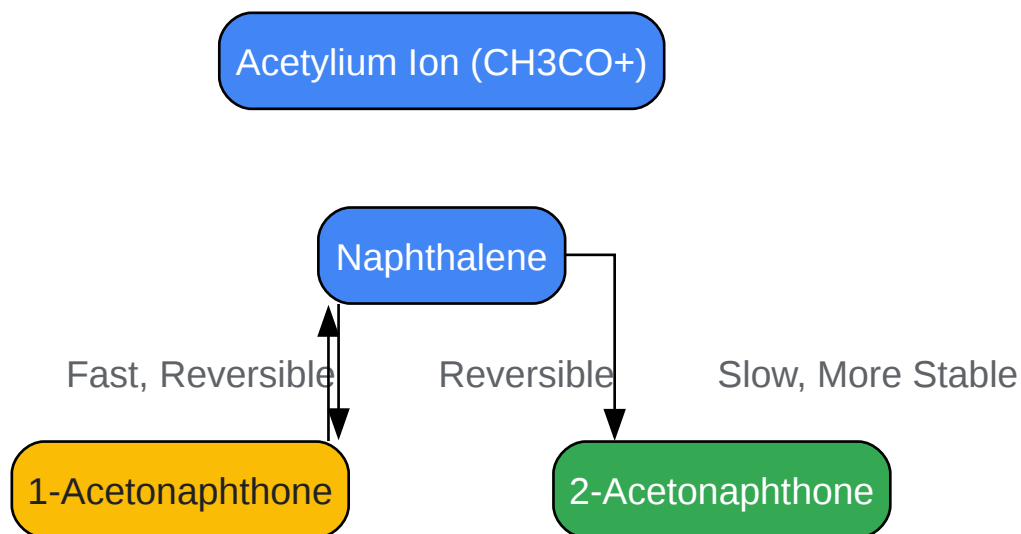 Acetylium Ion (CH3CO+)
Naphthalene
Fast, Reversible
Reversible
Slow, More Stable
1-Acetonaphthone
2-Acetonaphthone